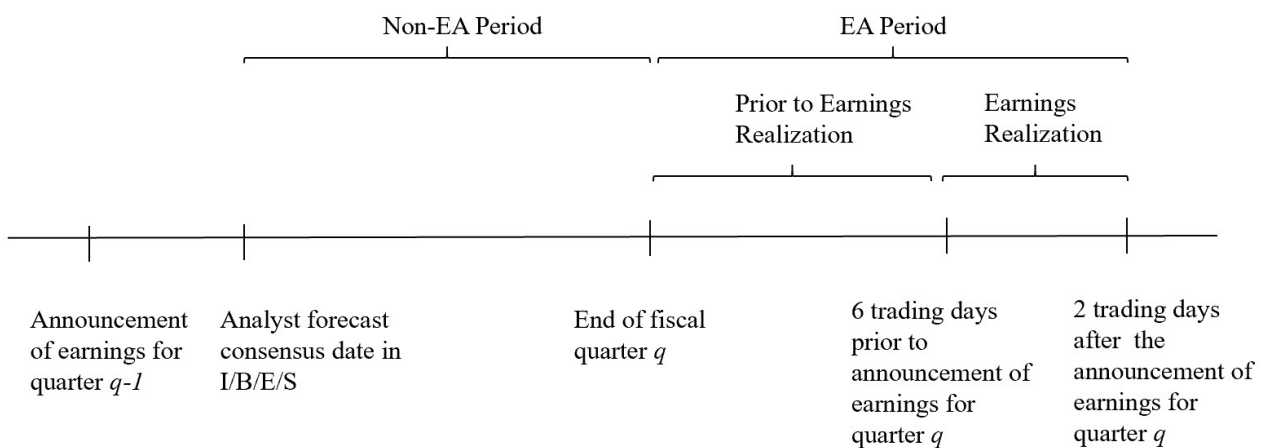 Non-EA Period
EA Period
Prior to Earnings
Realization
Earnings
Realization
Announcement
of earnings for
quarter q-1
Analyst forecast
consensus date in
I/B/E/S
End of fiscal
quarter q
6 trading days
prior to
announcement of
earnings for
quarter q
2 trading days
after the
announcement of
earnings for
quarter q